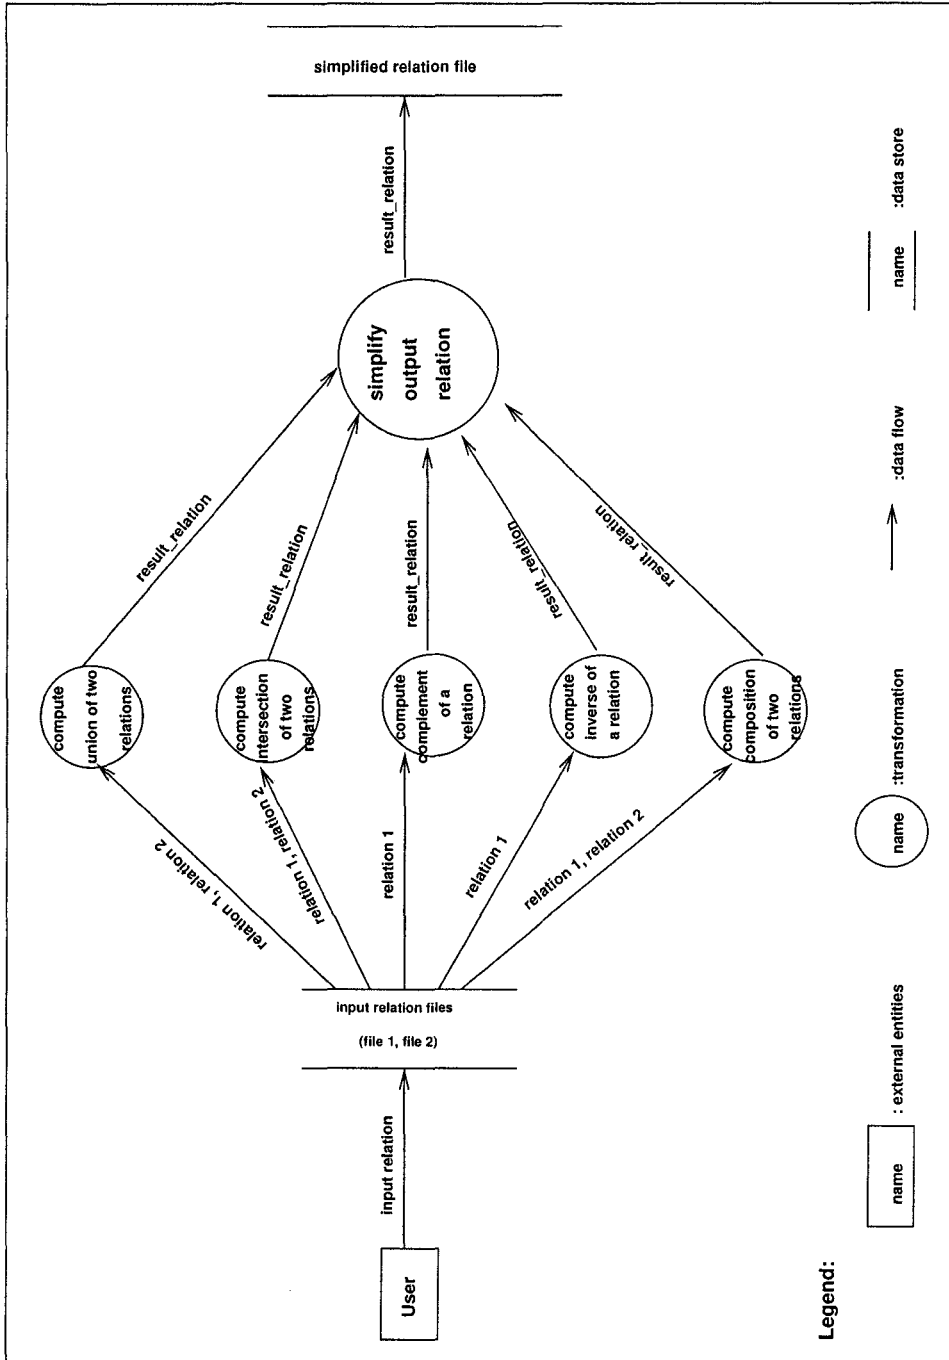 simplified relation file
result_relation
simplify
output
relation
result_relation
result_relation
result_relation
result_relation
result_relation
compute
union of two
relations
compute
intersection
of two
relations
compute
complement
of a
relation
compute
inverse of
a relation
compute
composition
of two
relations
relation 1, relation 2
relation 1, relation 2
relation 1
relation 1
relation 1, relation 2
input relation files
(file 1, file 2)
input relation
User
Legend:
name
: external entities
name
:transformation
:data flow
name
:data store